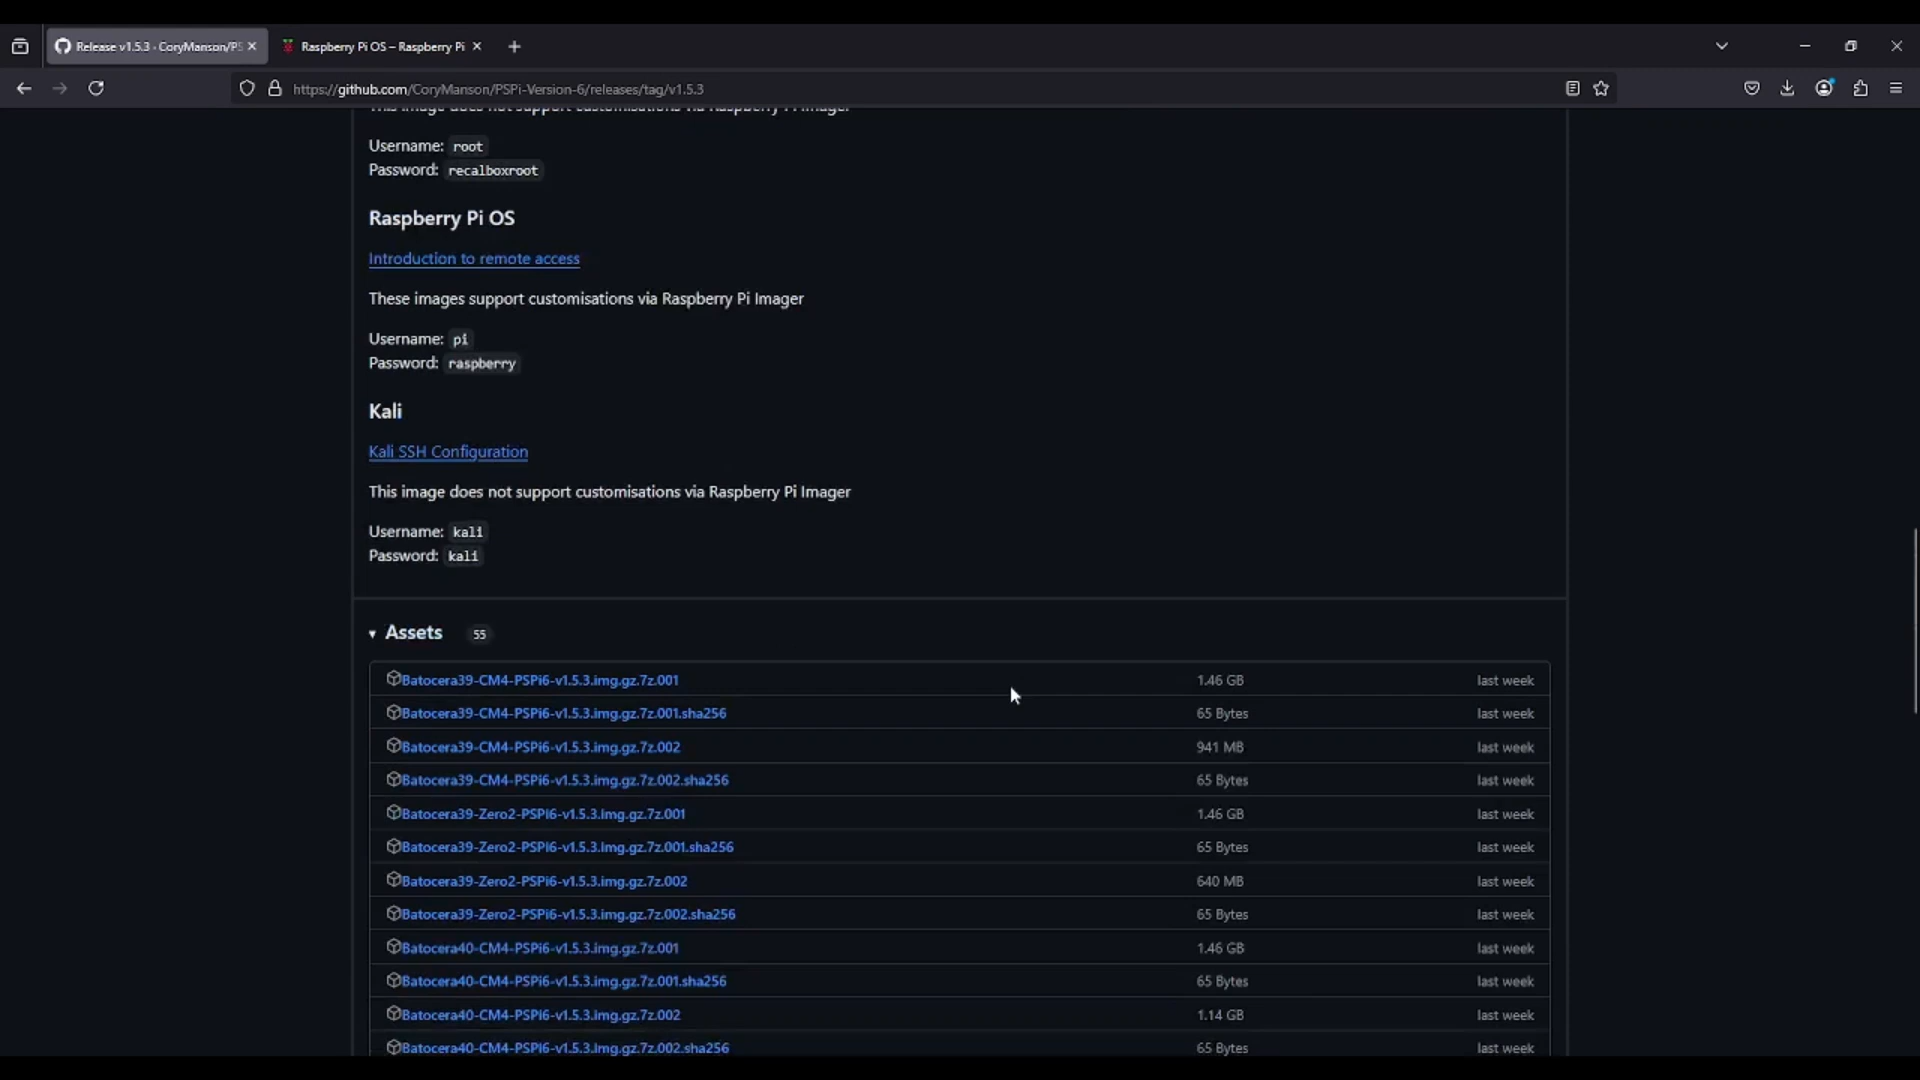 Release v1.5.3 · CoryManson/PS
Raspberry Pi OS – Raspberry Pi
https://github.com/CoryManson/PSPi-Version-6/releases/tag/v1.5.3
This image does not support customisations via Raspberry Pi Imager
Username: root
Password: recalboxroot
Raspberry Pi OS
Introduction to remote access
These images support customisations via Raspberry Pi Imager
Username: pi
Password: raspberry
Kali
Kali SSH Configuration
This image does not support customisations via Raspberry Pi Imager
Username: kali
Password: kali
Assets 55
Batocera39-CM4-PSPi6-v1.5.3.img.gz.7z.001 1.46 GB last week
Batocera39-CM4-PSPi6-v1.5.3.img.gz.7z.001.sha256 65 Bytes last week
Batocera39-CM4-PSPi6-v1.5.3.img.gz.7z.002 941 MB last week
Batocera39-CM4-PSPi6-v1.5.3.img.gz.7z.002.sha256 65 Bytes last week
Batocera39-Zero2-PSPi6-v1.5.3.img.gz.7z.001 1.46 GB last week
Batocera39-Zero2-PSPi6-v1.5.3.img.gz.7z.001.sha256 65 Bytes last week
Batocera39-Zero2-PSPi6-v1.5.3.img.gz.7z.002 640 MB last week
Batocera39-Zero2-PSPi6-v1.5.3.img.gz.7z.002.sha256 65 Bytes last week
Batocera40-CM4-PSPi6-v1.5.3.img.gz.7z.001 1.46 GB last week
Batocera40-CM4-PSPi6-v1.5.3.img.gz.7z.001.sha256 65 Bytes last week
Batocera40-CM4-PSPi6-v1.5.3.img.gz.7z.002 1.14 GB last week
Batocera40-CM4-PSPi6-v1.5.3.img.gz.7z.002.sha256 65 Bytes last week